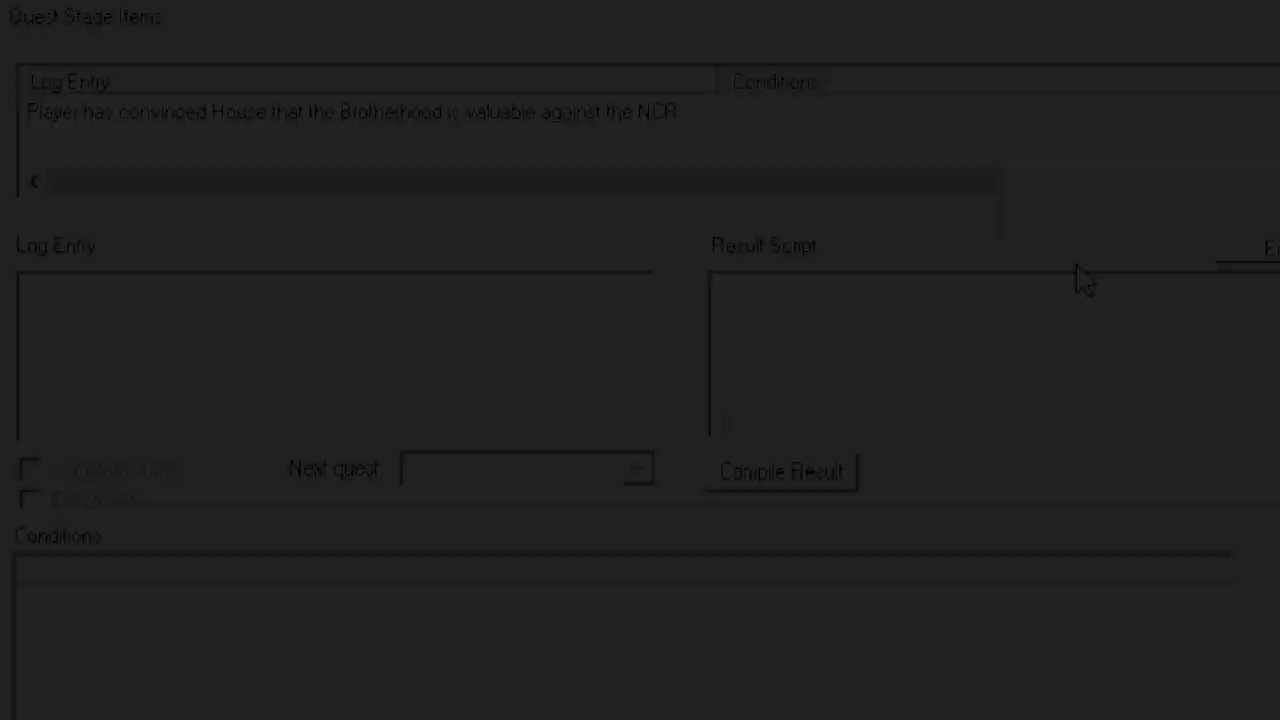 Quest Stage Items
Log Entry
Conditions
Player has convinced House that the Brotherhood is valuable against the NCR
Log Entry
Result Script
Next quest
Compile Result
Conditions